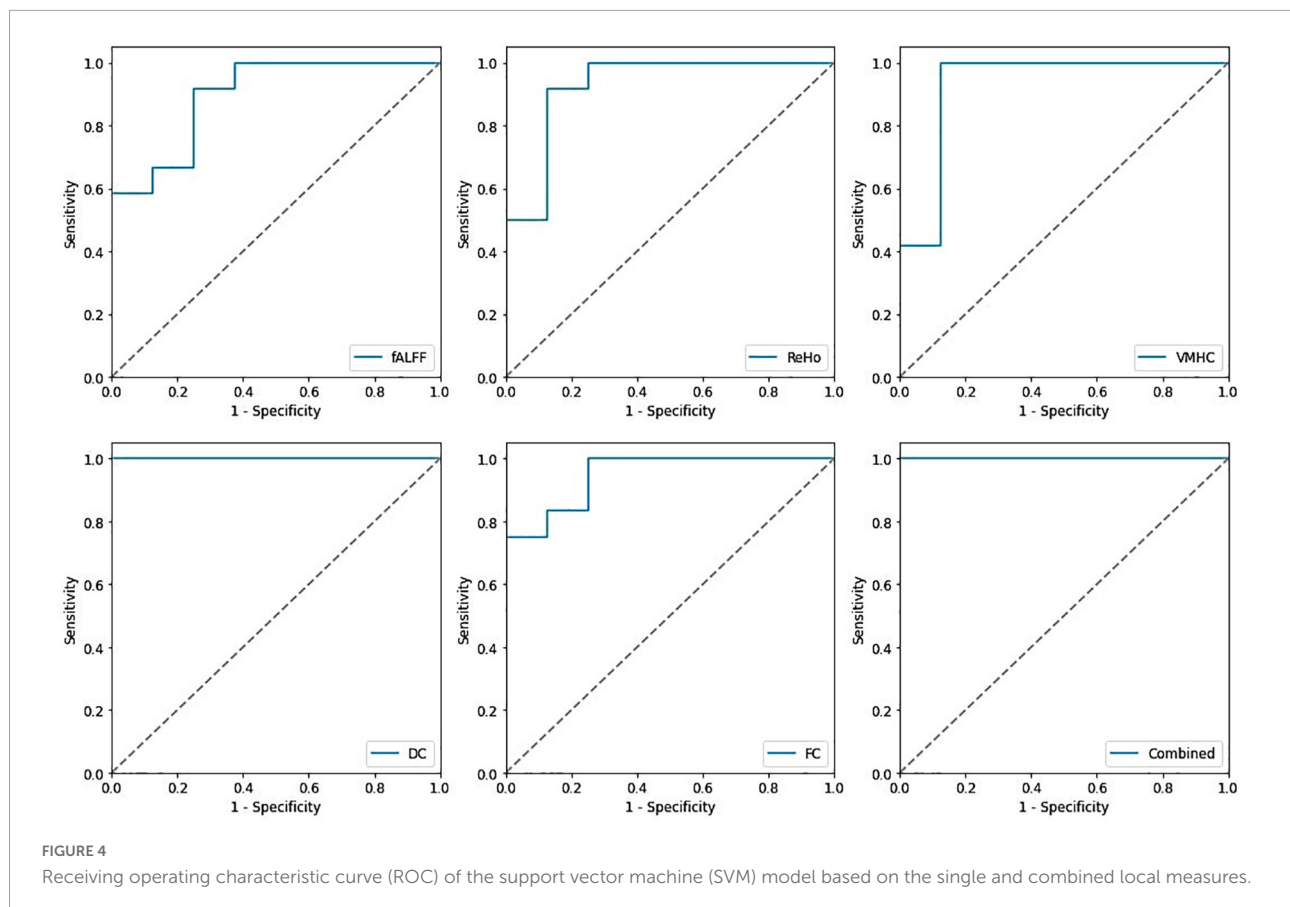 1.0
0.8
0.6
0.4
0.2
0.0
Sensitivity
fALFF
0.0 0.2 0.4 0.6 0.8 1.0
1 - Specificity
1.0
0.8
0.6
0.4
0.2
0.0
Sensitivity
ReHo
0.0 0.2 0.4 0.6 0.8 1.0
1 - Specificity
1.0
0.8
0.6
0.4
0.2
0.0
Sensitivity
VMHC
0.0 0.2 0.4 0.6 0.8 1.0
1 - Specificity
1.0
0.8
0.6
0.4
0.2
0.0
Sensitivity
DC
0.0 0.2 0.4 0.6 0.8 1.0
1 - Specificity
1.0
0.8
0.6
0.4
0.2
0.0
Sensitivity
FC
0.0 0.2 0.4 0.6 0.8 1.0
1 - Specificity
1.0
0.8
0.6
0.4
0.2
0.0
Sensitivity
Combined
0.0 0.2 0.4 0.6 0.8 1.0
1 - Specificity
FIGURE 4
Receiving operating characteristic curve (ROC) of the support vector machine (SVM) model based on the single and combined local measures.